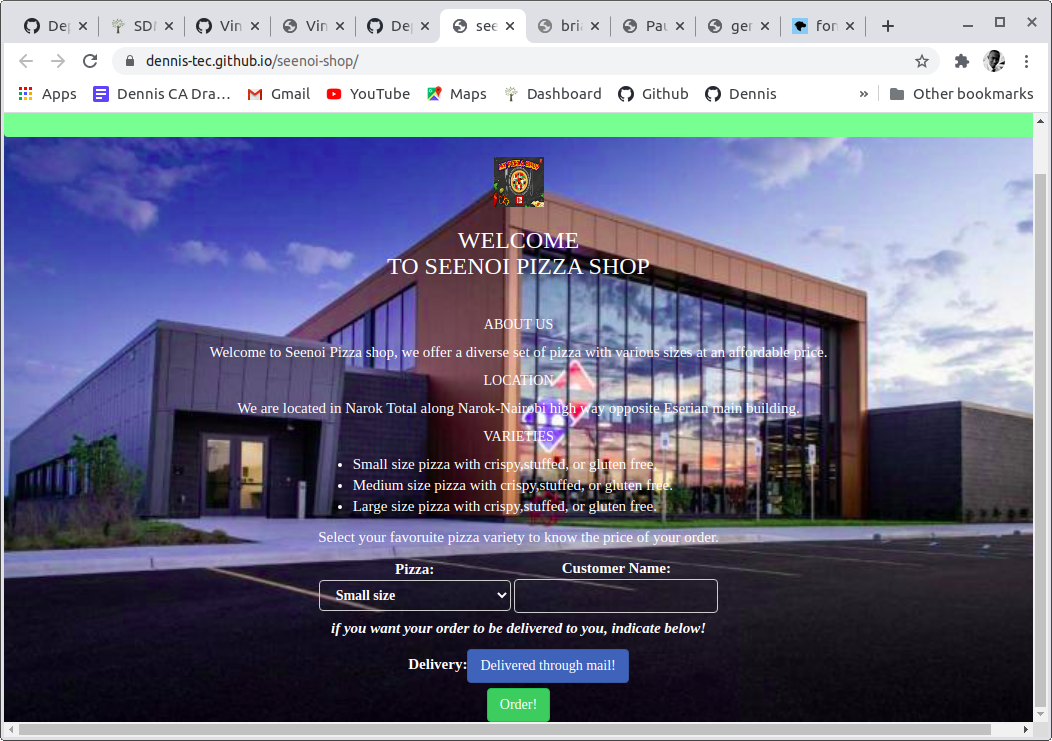 Dep
SDM
Vin
Vin
Dep
see
bria
Pau
ger
fon
dennis-tec.github.io/seenoi-shop/
Apps
Dennis CA Dra...
Gmail
YouTube
Maps
Dashboard
Github
Dennis
»
Other bookmarks
WELCOME
TO SEENOI PIZZA SHOP
ABOUT US
Welcome to Seenoi Pizza shop, we offer a diverse set of pizza with various sizes at an affordable price.
LOCATION
We are located in Narok Total along Narok-Nairobi high way opposite Eserian main building.
VARIETIES
• Small size pizza with crispy,stuffed, or gluten free.
• Medium size pizza with crispy,stuffed, or gluten free.
• Large size pizza with crispy,stuffed, or gluten free.
Select your favoruite pizza variety to know the price of your order.
Pizza: Customer Name:
Small size
if you want your order to be delivered to you, indicate below!
Delivery: Delivered through mail!
Order!